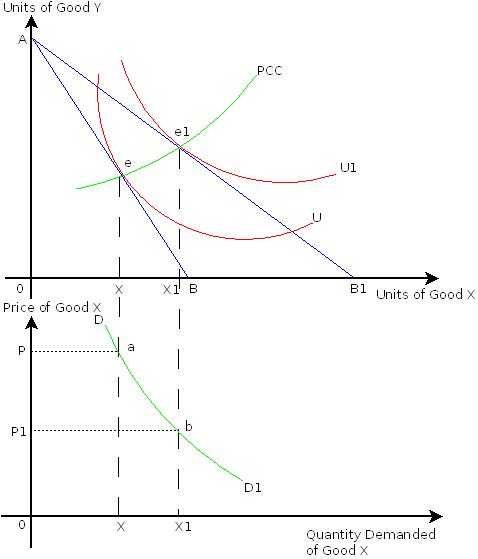 Units of Good Y
A
PCC
e1
e
U1
U
0
X
X1
B
B1
Units of Good X
Price of Good X
D
P
a
P1
b
D1
0
X
X1
Quantity Demanded
of Good X